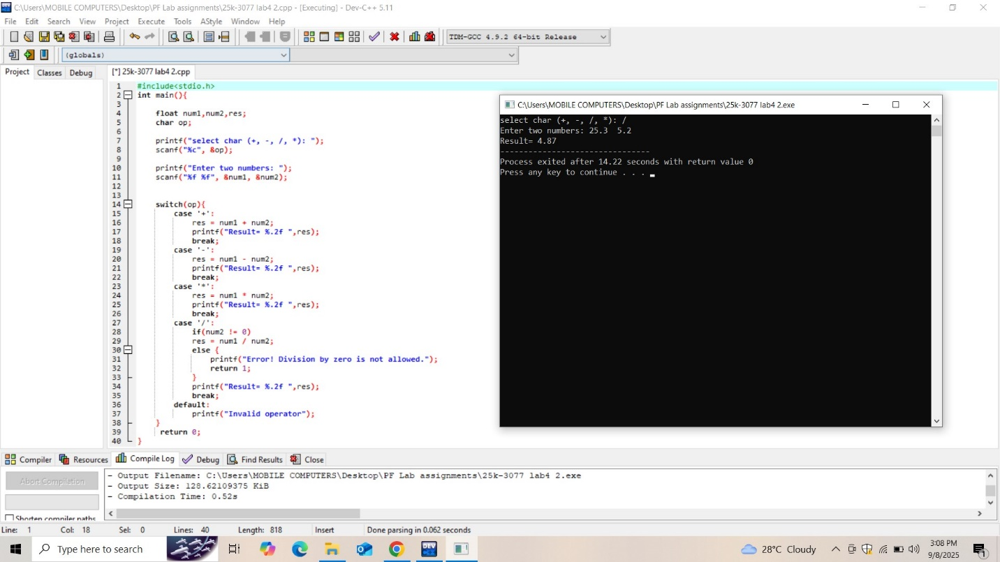 C:\Users\MOBILE COMPUTERS\Desktop\PF Lab assignments\25k-3077 lab4 2.cpp - [Executing] - Dev-C++ 5.11
File Edit Search View Project Execute Tools AStyle Window Help
TDM-GCC 4.9.2 64-bit Release
(globals)
Project Classes Debug [*] 25k-3077 lab4 2.cpp
1 #include<stdio.h>
2 int main(){
3
4 float num1,num2,res;
5 char op;
6
7 printf("select char (+, -, /, *): ");
8 scanf("%c", &op);
9
10 printf("Enter two numbers: ");
11 scanf("%f %f", &num1, &num2);
12
13
14 switch(op){
15 case '+':
16 res = num1 + num2;
17 printf("Result= %.2f ",res);
18 break;
19 case '-':
20 res = num1 - num2;
21 printf("Result= %.2f ",res);
22 break;
23 case '*':
24 res = num1 * num2;
25 printf("Result= %.2f ",res);
26 break;
27 case '/':
28 if(num2 != 0)
29 res = num1 / num2;
30 else {
31 printf("Error! Division by zero is not allowed.");
32 return 1;
33 }
34 printf("Result= %.2f ",res);
35 break;
36 default:
37 printf("Invalid operator");
38 }
39 return 0;
40 }
C:\Users\MOBILE COMPUTERS\Desktop\PF Lab assignments\25k-3077 lab4 2.exe
select char (+, -, /, *): /
Enter two numbers: 25.3  5.2
Result= 4.87
--------------------------------
Process exited after 14.22 seconds with return value 0
Press any key to continue . . .
Compiler Resources Compile Log Debug Find Results Close
Abort Compilation
Shorten compiler paths
- Output Filename: C:\Users\MOBILE COMPUTERS\Desktop\PF Lab assignments\25k-3077 lab4 2.exe
- Output Size: 128.62109375 KiB
- Compilation Time: 0.52s
Line: 1 Col: 18 Sel: 0 Lines: 40 Length: 818 Insert Done parsing in 0.062 seconds
Type here to search
DEV
28°C Cloudy
3:08 PM
9/8/2025
1